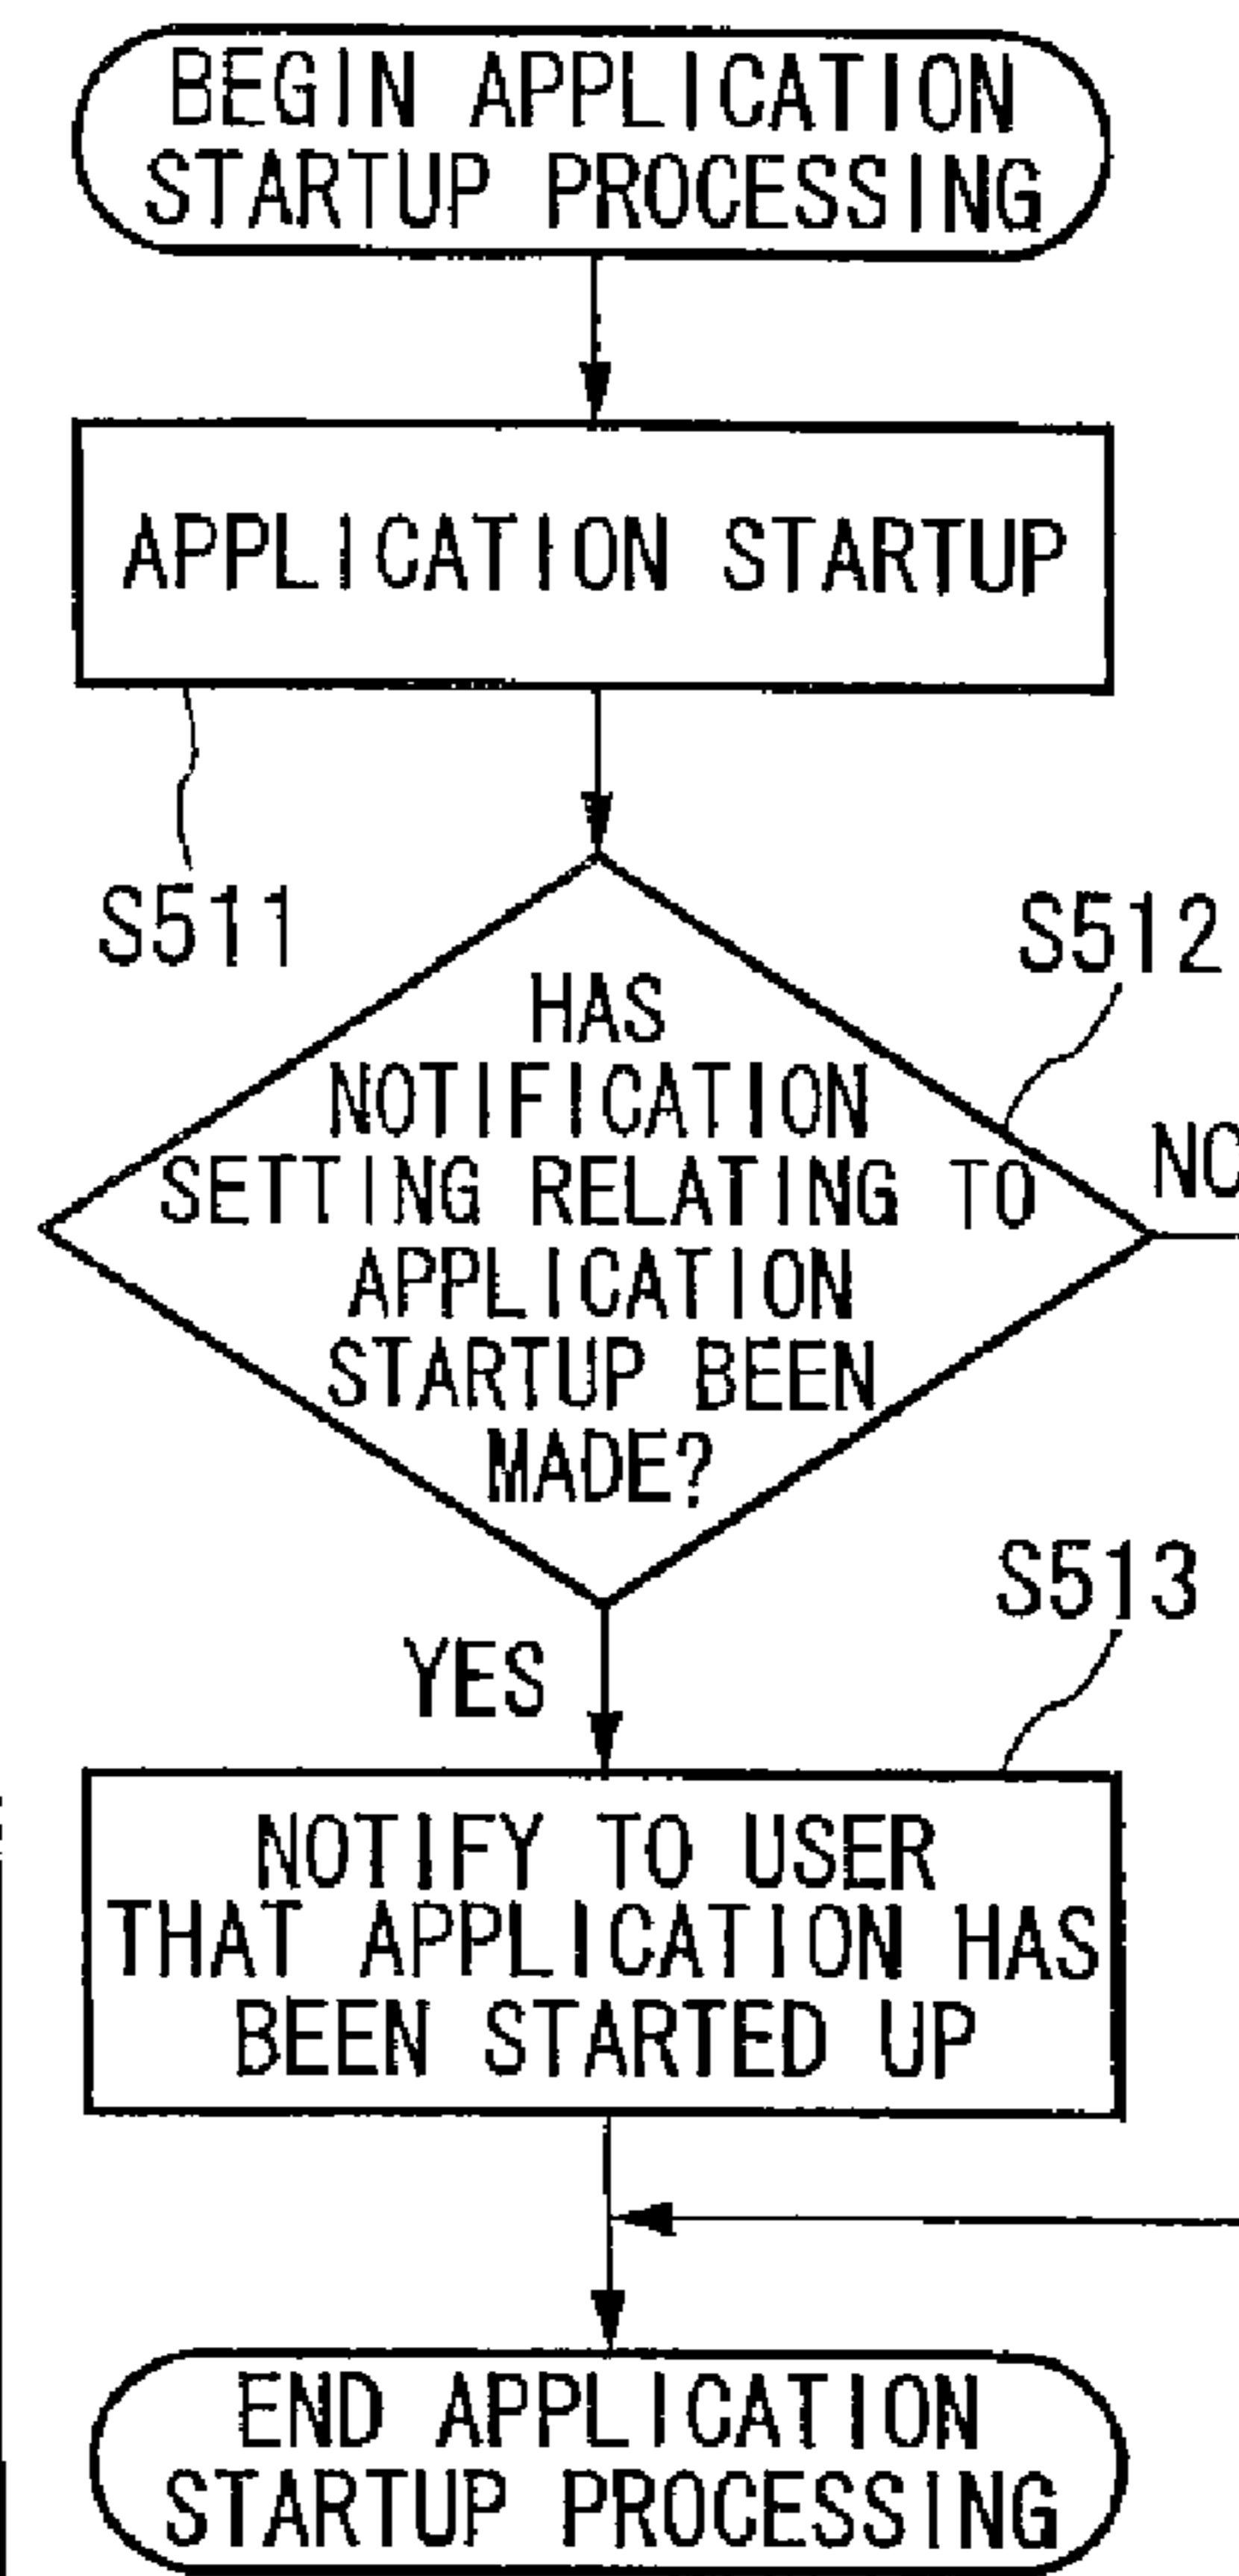 BEGIN APPLICATION
STARTUP PROCESSING
APPLICATION STARTUP
S511
S512
HAS
NOTIFICATION
SETTING RELATING TO
APPLICATION
STARTUP BEEN
MADE?
S513
YES
NOTIFY TO USER
THAT APPLICATION HAS
BEEN STARTED UP
END APPLICATION
STARTUP PROCESSING